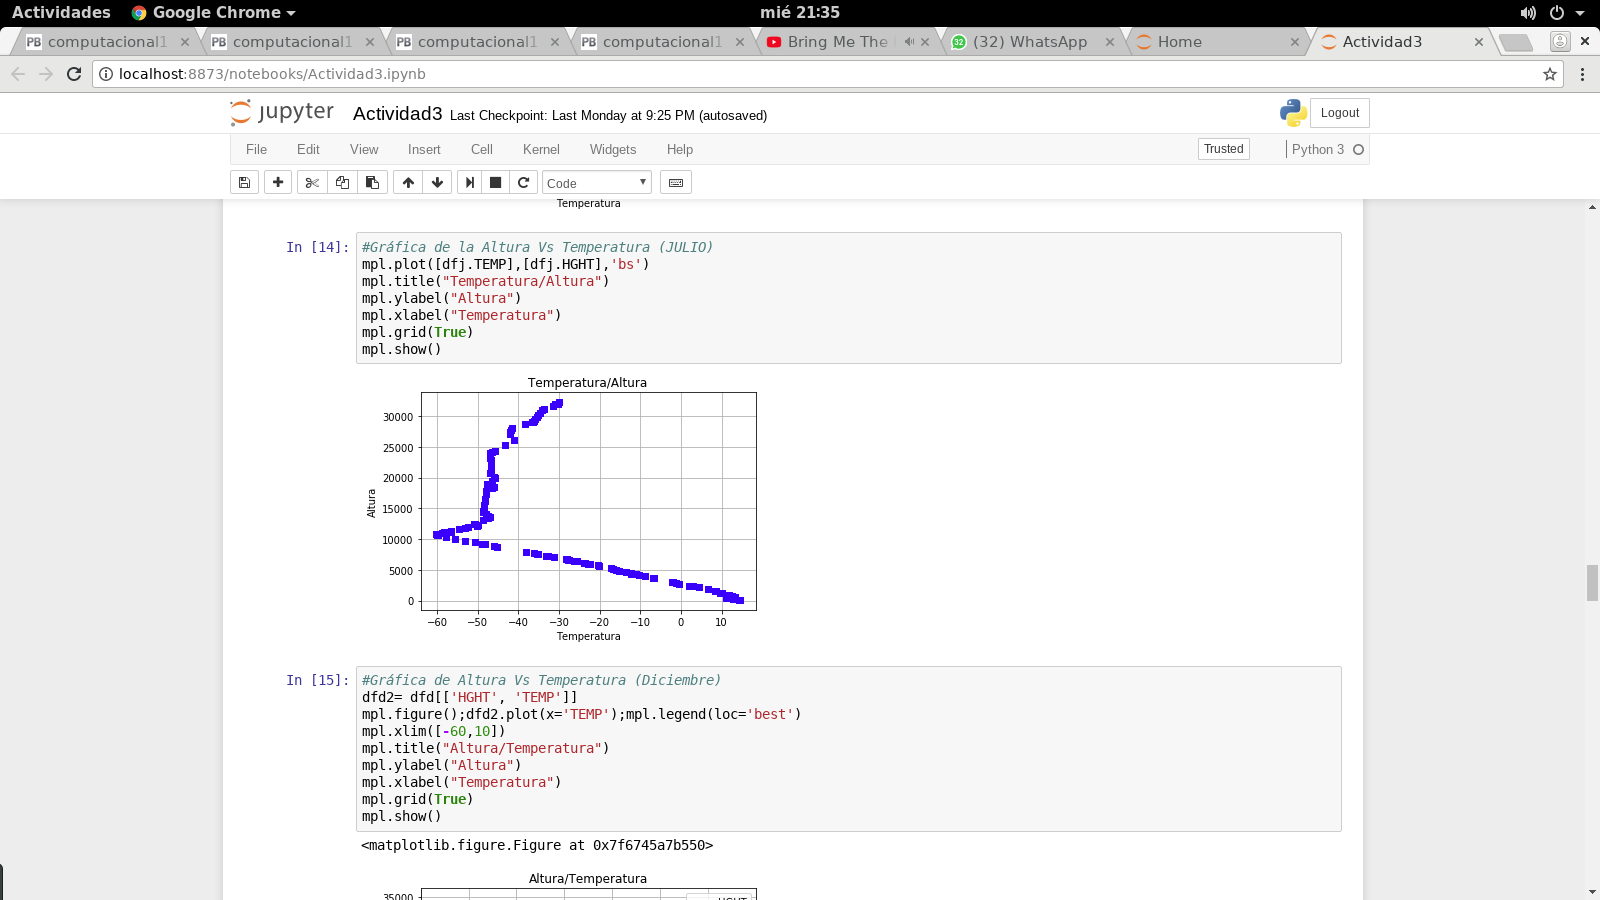 Actividades Google Chrome mié 21:35
PB computacional1 PB computacional1 PB computacional1 PB computacional1 Bring Me The (32) WhatsApp Home Actividad3
localhost:8873/notebooks/Actividad3.ipynb
jupyter Actividad3 Last Checkpoint: Last Monday at 9:25 PM (autosaved) Logout
File Edit View Insert Cell Kernel Widgets Help Trusted Python 3
Code
Temperatura
In [14]: #Gráfica de la Altura Vs Temperatura (JULIO)
mpl.plot([dfj.TEMP],[dfj.HGHT],'bs')
mpl.title("Temperatura/Altura")
mpl.ylabel("Altura")
mpl.xlabel("Temperatura")
mpl.grid(True)
mpl.show()
Temperatura/Altura
30000
25000
20000
15000
10000
5000
0
Altura
−60 −50 −40 −30 −20 −10 0 10
Temperatura
In [15]: #Gráfica de Altura Vs Temperatura (Diciembre)
dfd2= dfd[['HGHT', 'TEMP']]
mpl.figure();dfd2.plot(x='TEMP');mpl.legend(loc='best')
mpl.xlim([-60,10])
mpl.title("Altura/Temperatura")
mpl.ylabel("Altura")
mpl.xlabel("Temperatura")
mpl.grid(True)
mpl.show()
<matplotlib.figure.Figure at 0x7f6745a7b550>
Altura/Temperatura
35000
HGHT